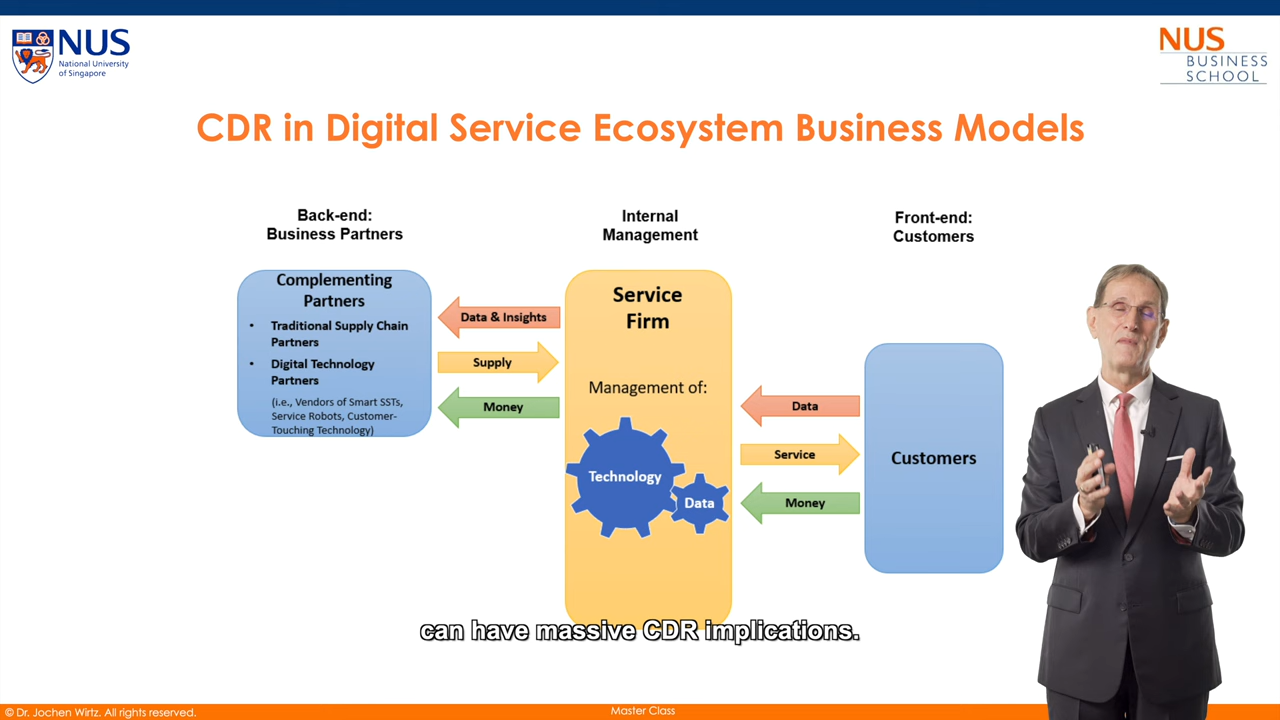 NUS
National University
of Singapore
NUS
BUSINESS
SCHOOL
CDR in Digital Service Ecosystem Business Models
Back-end:
Business Partners
Internal
Management
Front-end:
Customers
Complementing
Partners
• Traditional Supply Chain
Partners
• Digital Technology
Partners
(i.e., Vendors of Smart SSTs,
Service Robots, Customer-
Touching Technology)
Data & Insights
Supply
Money
Service
Firm
Management of:
Technology
Data
Data
Service
Money
Customers
can have massive CDR implications.
© Dr. Jochen Wirtz. All rights reserved.
Master Class